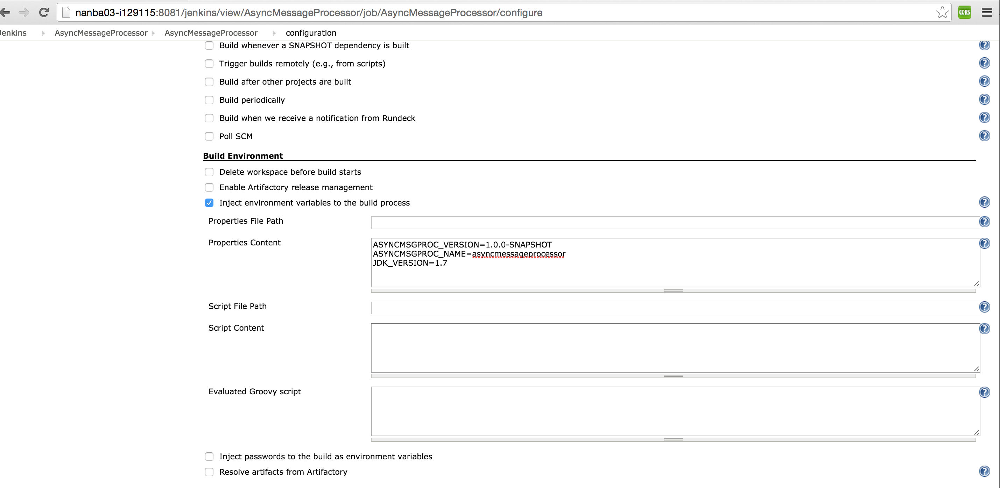 nanba03-i129115:8081/jenkins/view/AsyncMessageProcessor/job/AsyncMessageProcessor/configure
CORS
Jenkins AsyncMessageProcessor AsyncMessageProcessor configuration
Build whenever a SNAPSHOT dependency is built
Trigger builds remotely (e.g., from scripts)
Build after other projects are built
Build periodically
Build when we receive a notification from Rundeck
Poll SCM
Build Environment
Delete workspace before build starts
Enable Artifactory release management
Inject environment variables to the build process
Properties File Path
Properties Content
ASYNCMSGPROC_VERSION=1.0.0-SNAPSHOT
ASYNCMSGPROC_NAME=asyncmessageprocessor
JDK_VERSION=1.7
Script File Path
Script Content
Evaluated Groovy script
Inject passwords to the build as environment variables
Resolve artifacts from Artifactory